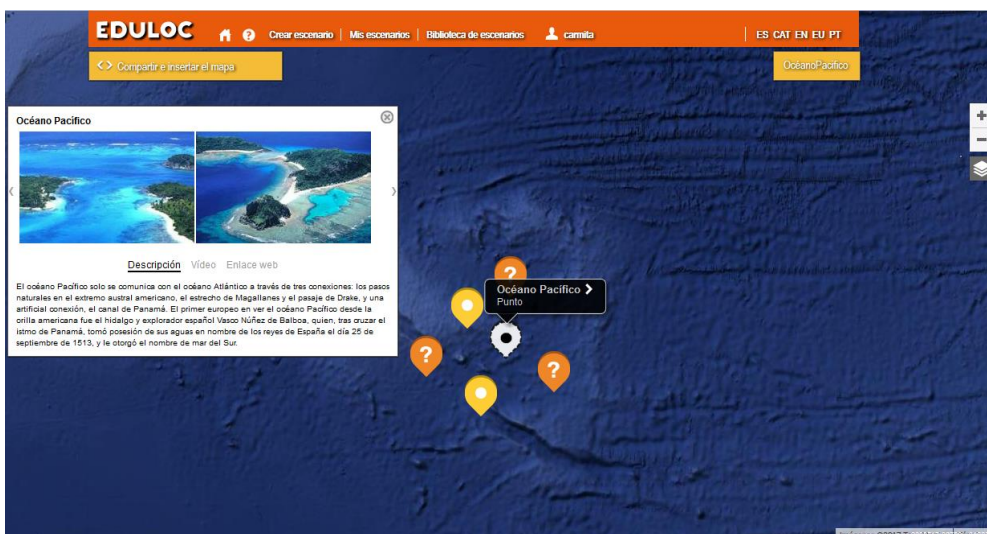 EDULOC
Crear escenario | Mis escenarios | Biblioteca de escenarios carmita | ES CAT EN EU PT
<> Compartir e insertar el mapa
OcéanoPacifico
Océano Pacífico
Descripción Vídeo Enlace web
El océano Pacífico solo se comunica con el océano Atlántico a través de tres conexiones: los pasos
naturales en el extremo austral americano, el estrecho de Magallanes y el pasaje de Drake, y una
artificial conexión, el canal de Panamá. El primer europeo en ver el océano Pacífico desde la
orilla americana fue el hidalgo y explorador español Vasco Núñez de Balboa, quien, tras cruzar el
istmo de Panamá, tomó posesión de sus aguas en nombre de los reyes de España el día 25 de
septiembre de 1513, y le otorgó el nombre de mar del Sur.
Océano Pacífico
Punto